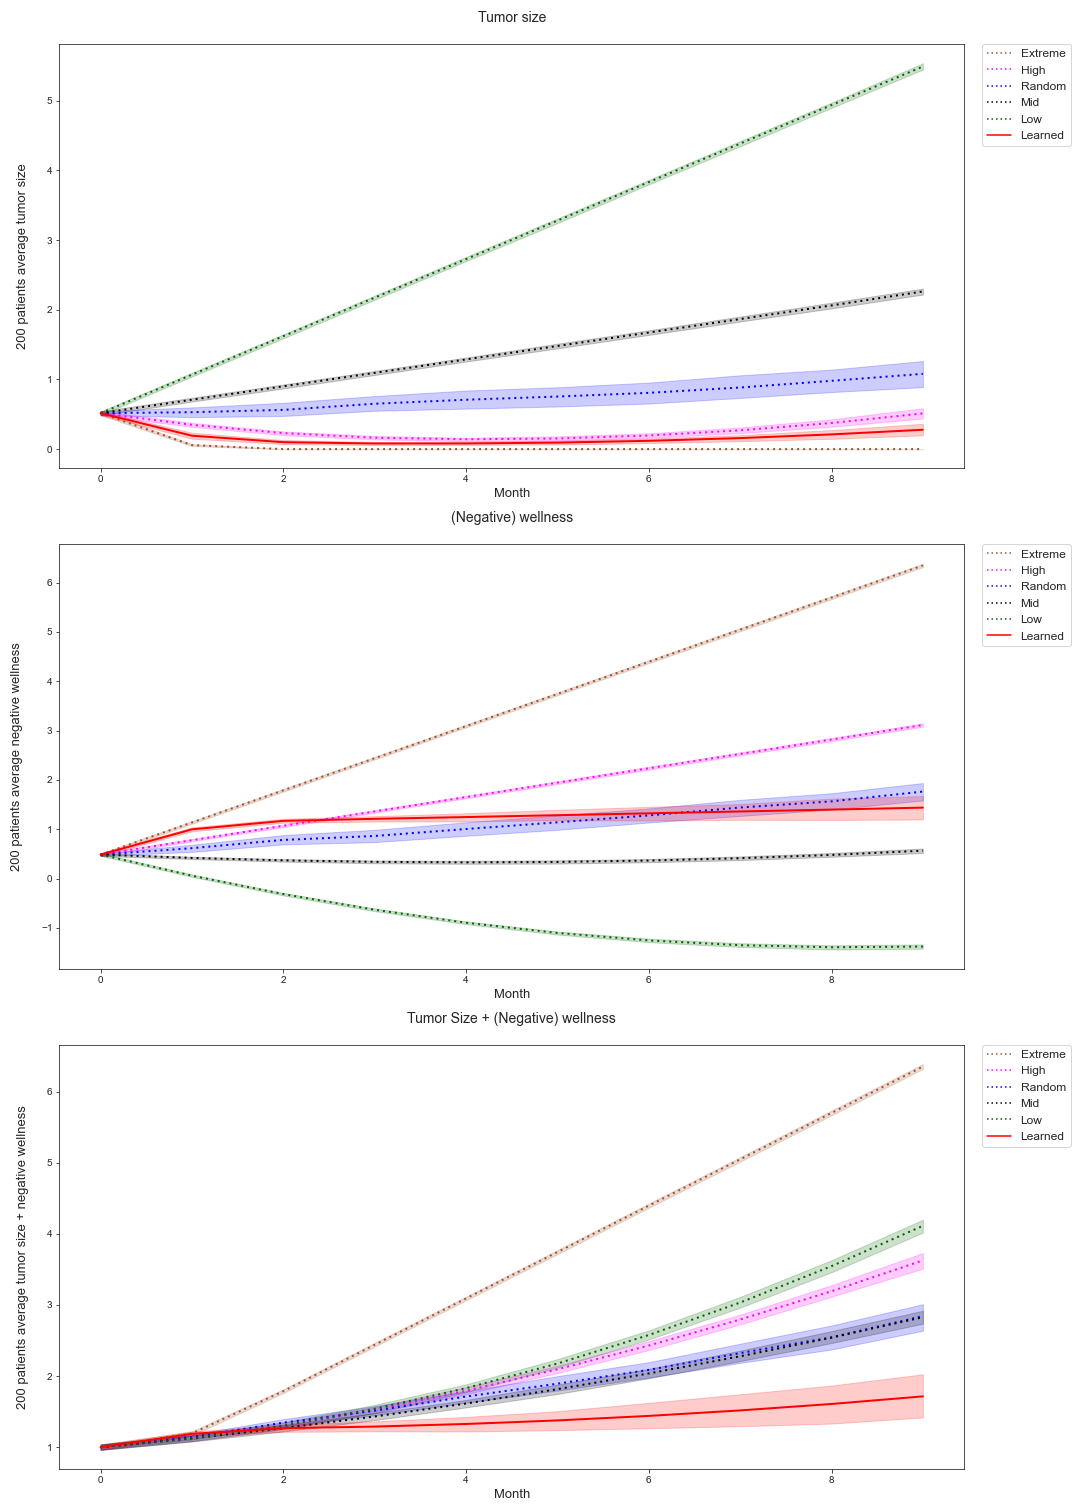 Tumor size
200 patients average tumor size
5
4
3
2
1
0
0 2 4 6 8
Month
Extreme
High
Random
Mid
Low
Learned
(Negative) wellness
200 patients average negative wellness
6
5
4
3
2
1
0
−1
0 2 4 6 8
Month
Extreme
High
Random
Mid
Low
Learned
Tumor Size + (Negative) wellness
200 patients average tumor size + negative wellness
6
5
4
3
2
1
0 2 4 6 8
Month
Extreme
High
Random
Mid
Low
Learned